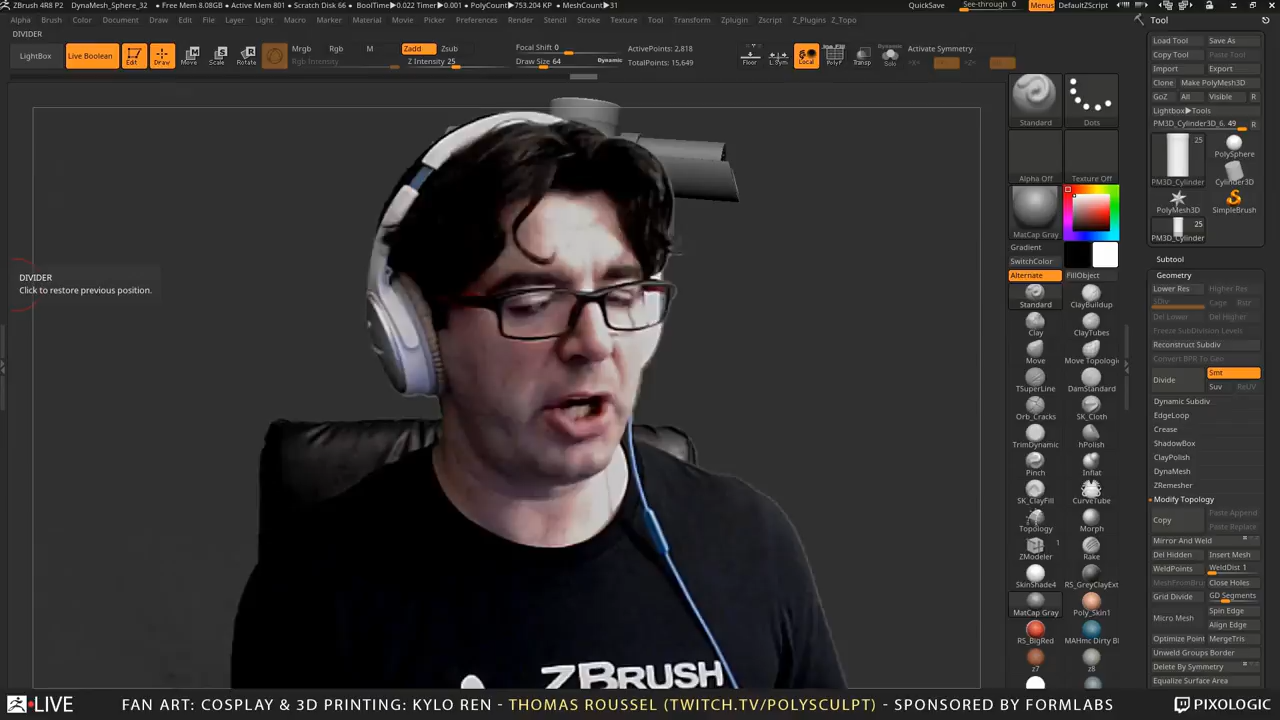 ZBrush 4R8 P2 DynaMesh_Sphere_32 • Free Mem 8.08GB • Active Mem 801 • Scratch Disk 66 • BoolTime▶0.022 Timer▶0.001 • PolyCount▶753.204 KP • MeshCount▶31
QuickSave See-through 0 Menus DefaultZScript
Alpha Brush Color Document Draw Edit File Layer Light Macro Marker Material Movie Picker Preferences Render Stencil Stroke Texture Tool Transform Zplugin Zscript Z_Plugins Z_Topo
DIVIDER
LightBox
Live Boolean
Edit
Draw
Move
Scale
Rotate
Mrgb Rgb M
Rgb Intensity
Zadd Zsub
Z Intensity 25
Focal Shift 0
Draw Size 64 Dynamic
ActivePoints: 2,818
TotalPoints: 15,649
Floor
L.Sym
Local
PolyF
Transp
Dynamic
Solo
Activate Symmetry
DIVIDER
Click to restore previous position.
Standard Dots
Alpha Off Texture Off
MatCap Gray
Gradient
SwitchColor
Alternate FillObject
Standard ClayBuildup
Clay ClayTubes
Move Move Topologic
TSuperLine DamStandard
Orb_Cracks SK_Cloth
TrimDynamic hPolish
Pinch Inflat
SK_ClayFill CurveTube
Topology Morph
ZModeler 1 Rake
SkinShade4 RS_GreyClayExt
MatCap Gray Poly_Skin1
RS_BigRed MAHmc Dirty Bl
z7 z8
Tool
Load Tool Save As
Copy Tool Paste Tool
Import Export
Clone Make PolyMesh3D
GoZ All Visible R
Lightbox▶Tools
PM3D_Cylinder3D_6. 49 R
25
PolySphere
PM3D_Cylinder Cylinder3D
PolyMesh3D SimpleBrush
25
PM3D_Cylinder
Subtool
Geometry
Lower Res Higher Res
SDiv Cage Rstr
Del Lower Del Higher
Freeze SubDivision Levels
Reconstruct Subdiv
Convert BPR To Geo
Divide Smt
Suv ReUV
Dynamic Subdiv
EdgeLoop
Crease
ShadowBox
ClayPolish
DynaMesh
ZRemesher
Modify Topology
Copy Paste Append
Paste Replace
Mirror And Weld
Del Hidden Insert Mesh
WeldPoints WeldDist 1
MeshFromBru Close Holes
Grid Divide GD Segments
Micro Mesh Spin Edge
Align Edge
Optimize Point MergeTris
Unweld Groups Border
Delete By Symmetry
Equalize Surface Area
ZBRUSH
LIVE FAN ART: COSPLAY & 3D PRINTING: KYLO REN - THOMAS ROUSSEL (TWITCH.TV/POLYSCULPT) - SPONSORED BY FORMLABS PIXOLOGIC